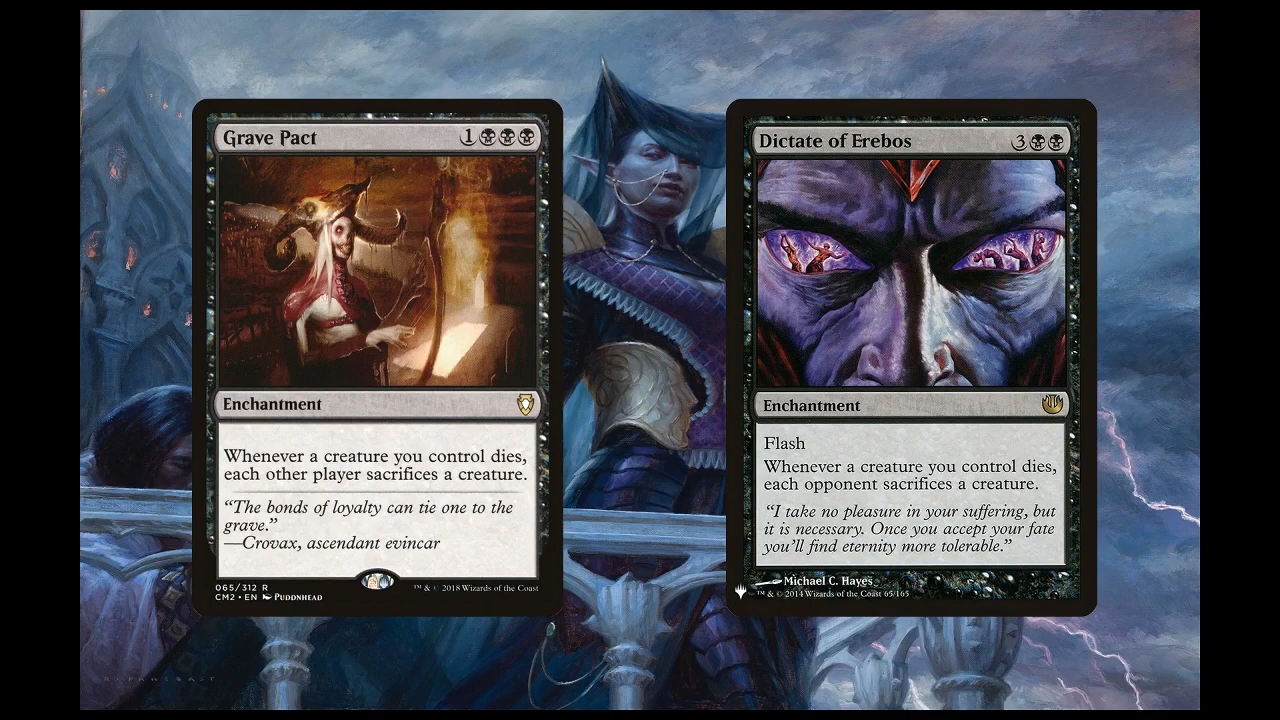 Grave Pact
1
Enchantment
Whenever a creature you control dies,
each other player sacrifices a creature.
“The bonds of loyalty can tie one to the
grave.”
—Crovax, ascendant evincar
065/312 R
CM2 • EN PUDDNHEAD
™ & © 2018 Wizards of the Coast
Dictate of Erebos
3
Enchantment
Flash
Whenever a creature you control dies,
each opponent sacrifices a creature.
“I take no pleasure in your suffering, but
it is necessary. Once you accept your fate
you’ll find eternity more tolerable.”
Michael C. Hayes
™ & © 2014 Wizards of the Coast 65/165